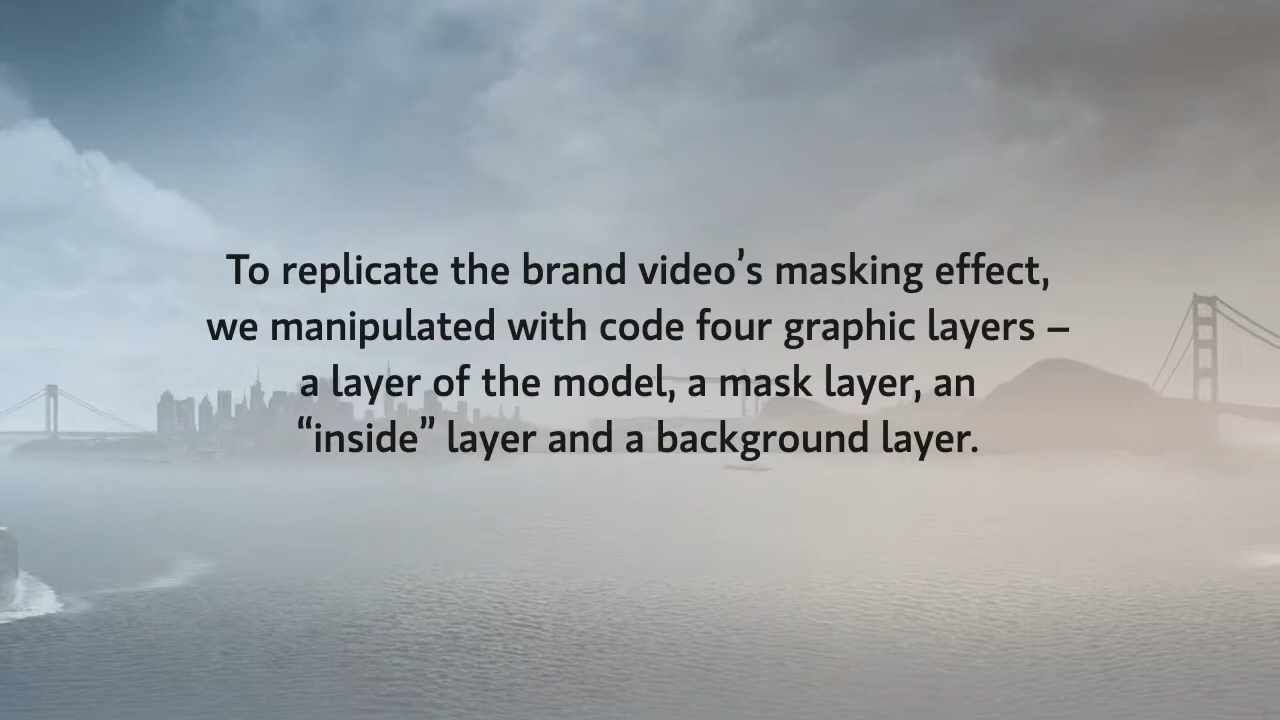 To replicate the brand video’s masking effect,
we manipulated with code four graphic layers –
a layer of the model, a mask layer, an
“inside” layer and a background layer.